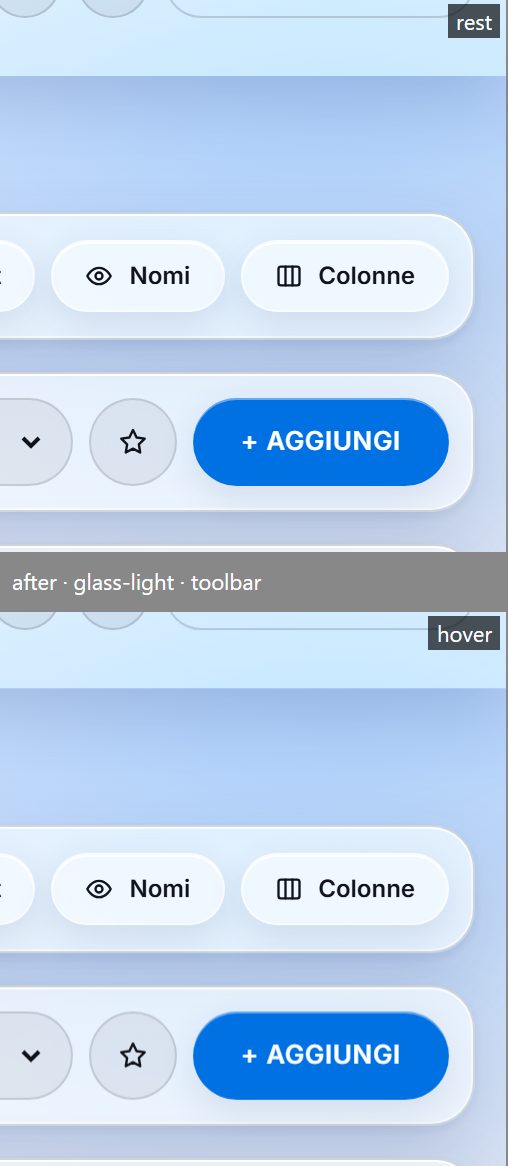 rest
Nomi
Colonne
+ AGGIUNGI
after · glass-light · toolbar
hover
Nomi
Colonne
+ AGGIUNGI